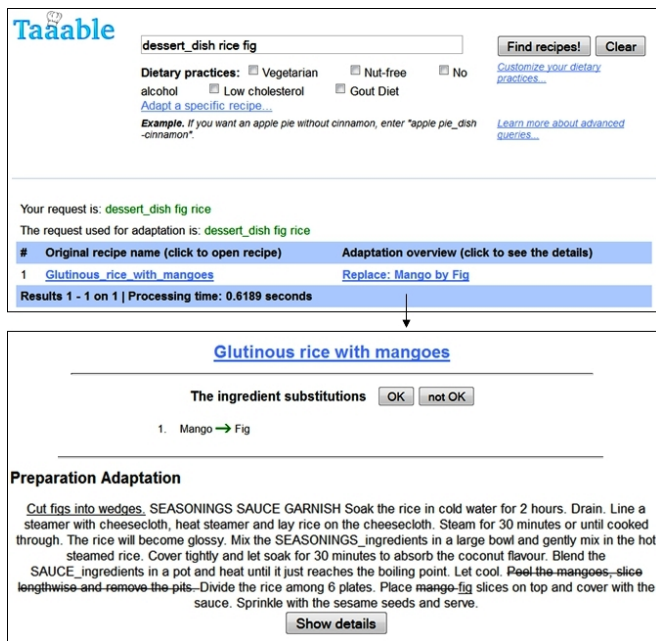 Taaable
dessert_dish rice fig
Find recipes!
Clear
Dietary practices: Vegetarian Nut-free No
alcohol Low cholesterol Gout Diet
Customize your dietary
practices...
Adapt a specific recipe...
Example. If you want an apple pie without cinnamon, enter "apple pie_dish
-cinnamon".
Learn more about advanced
queries...
Your request is: dessert_dish fig rice
The request used for adaptation is: dessert_dish fig rice
# Original recipe name (click to open recipe) Adaptation overview (click to see the details)
1 Glutinous_rice_with_mangoes Replace: Mango by Fig
Results 1 - 1 on 1 | Processing time: 0.6189 seconds
Glutinous rice with mangoes
The ingredient substitutions OK not OK
1. Mango → Fig
Preparation Adaptation
Cut figs into wedges. SEASONINGS SAUCE GARNISH Soak the rice in cold water for 2 hours. Drain. Line a
steamer with cheesecloth, heat steamer and lay rice on the cheesecloth. Steam for 30 minutes or until cooked
through. The rice will become glossy. Mix the SEASONINGS_ingredients in a large bowl and gently mix in the hot
steamed rice. Cover tightly and let soak for 30 minutes to absorb the coconut flavour. Blend the
SAUCE_ingredients in a pot and heat until it just reaches the boiling point. Let cool. Peel the mangoes, slice
lengthwise and remove the pits. Divide the rice among 6 plates. Place mango fig slices on top and cover with the
sauce. Sprinkle with the sesame seeds and serve.
Show details